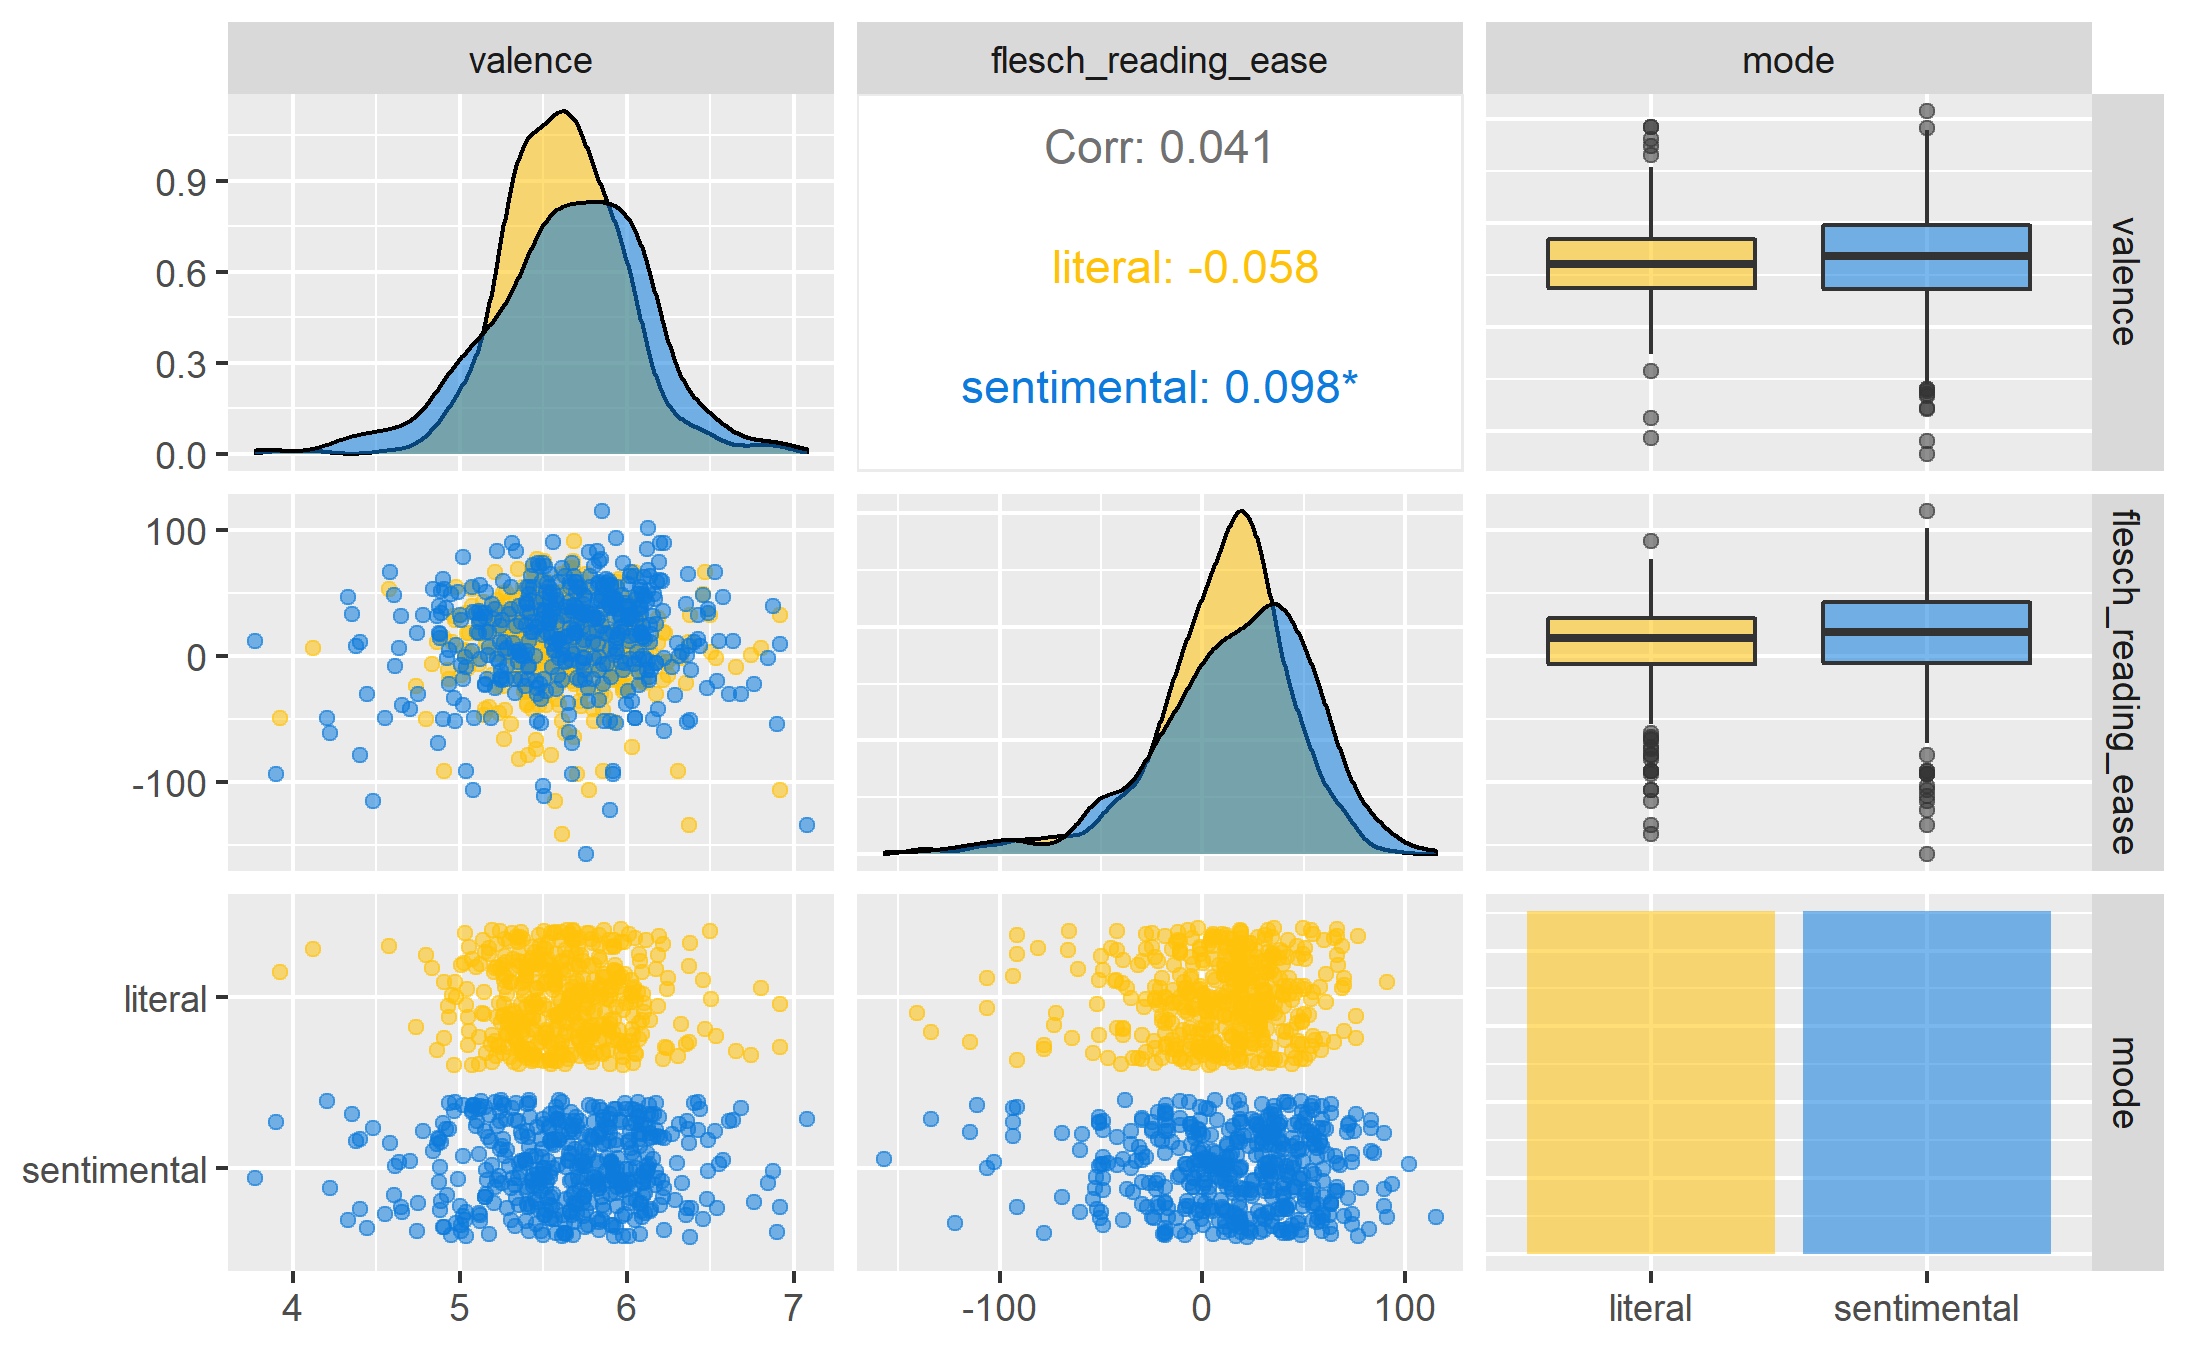 valence flesch_reading_ease mode
0.9
0.6
0.3
0.0
Corr: 0.041
literal: -0.058
sentimental: 0.098*
valence
100
0
-100
flesch_reading_ease
literal
sentimental
mode
4 5 6 7
-100 0 100
literal sentimental